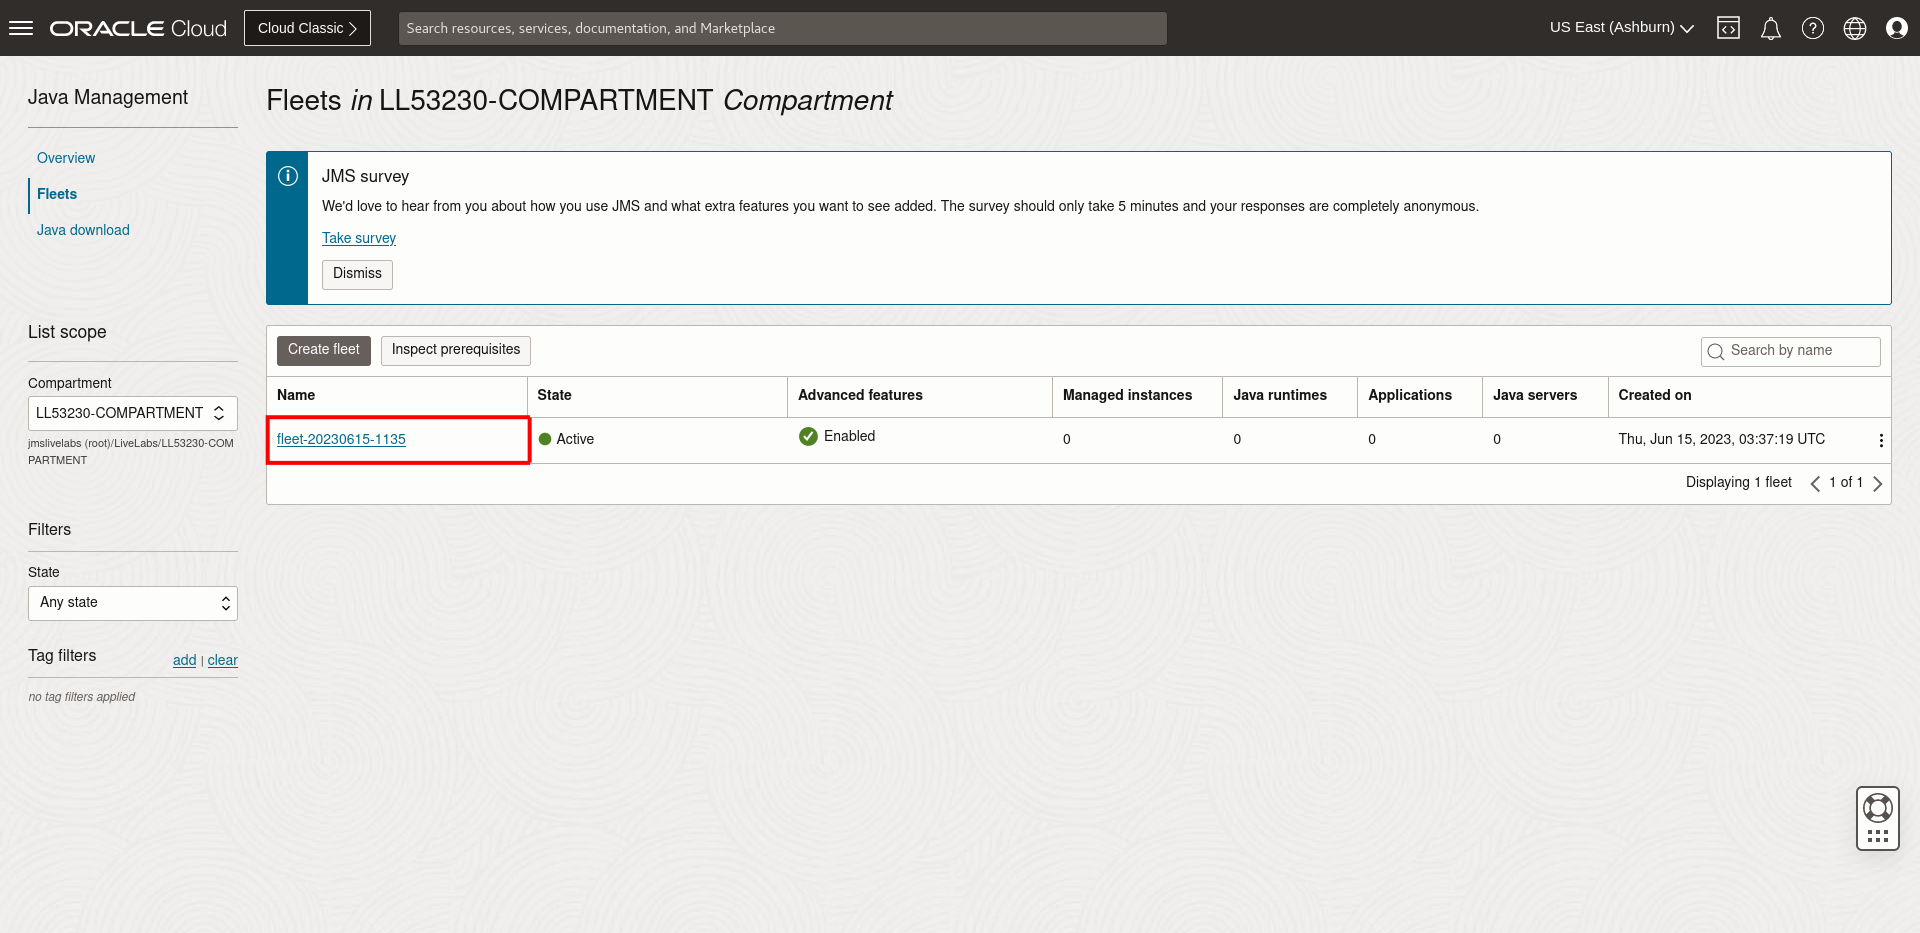 ORACLE Cloud
Cloud Classic
Search resources, services, documentation, and Marketplace
US East (Ashburn)
Java Management
Overview
Fleets
Java download
List scope
Compartment
LL53230-COMPARTMENT
jmslivelabs (root)/LiveLabs/LL53230-COM
PARTMENT
Filters
State
Any state
Tag filters
add | clear
no tag filters applied
Fleets in LL53230-COMPARTMENT Compartment
JMS survey
We'd love to hear from you about how you use JMS and what extra features you want to see added. The survey should only take 5 minutes and your responses are completely anonymous.
Take survey
Dismiss
Create fleet
Inspect prerequisites
Search by name
Name State Advanced features Managed instances Java runtimes Applications Java servers Created on
fleet-20230615-1135 Active Enabled 0 0 0 0 Thu, Jun 15, 2023, 03:37:19 UTC
Displaying 1 fleet 1 of 1